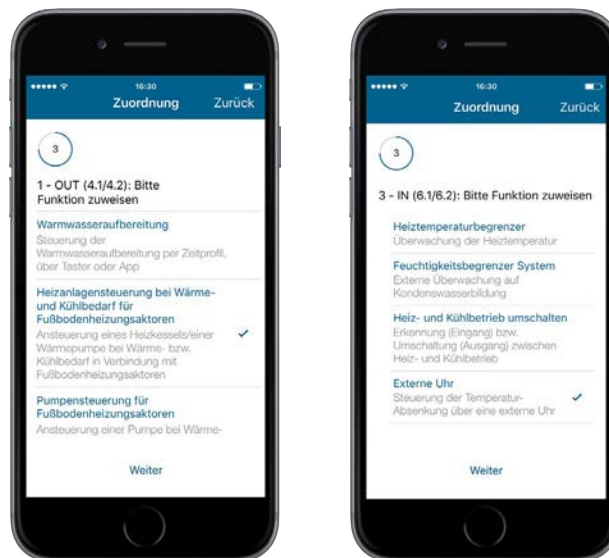 16:30
Zuordnung Zurück
3
1 - OUT (4.1/4.2): Bitte
Funktion zuweisen
Warmwasseraufbereitung
Steuerung der
Warmwasseraufbereitung per Zeitprofil,
über Taster oder App
Heizanlagensteuerung bei Wärme-
und Kühlbedarf für
Fußbodenheizungsaktoren
Ansteuerung eines Heizkessels/einer
Wärmepumpe bei Wärme- bzw.
Kühlbedarf in Verbindung mit
Fußbodenheizungsaktoren
Pumpensteuerung für
Fußbodenheizungsaktoren
Ansteuerung einer Pumpe bei Wärme-
Weiter
16:30
Zuordnung Zurück
3
3 - IN (6.1/6.2): Bitte Funktion zuweisen
Heiztemperaturbegrenzer
Überwachung der Heiztemperatur
Feuchtigkeitsbegrenzer System
Externe Überwachung auf
Kondenswasserbildung
Heiz- und Kühlbetrieb umschalten
Erkennung (Eingang) bzw.
Umschaltung (Ausgang) zwischen
Heiz- und Kühlbetrieb
Externe Uhr
Steuerung der Temperatur-
Absenkung über eine externe Uhr
Weiter